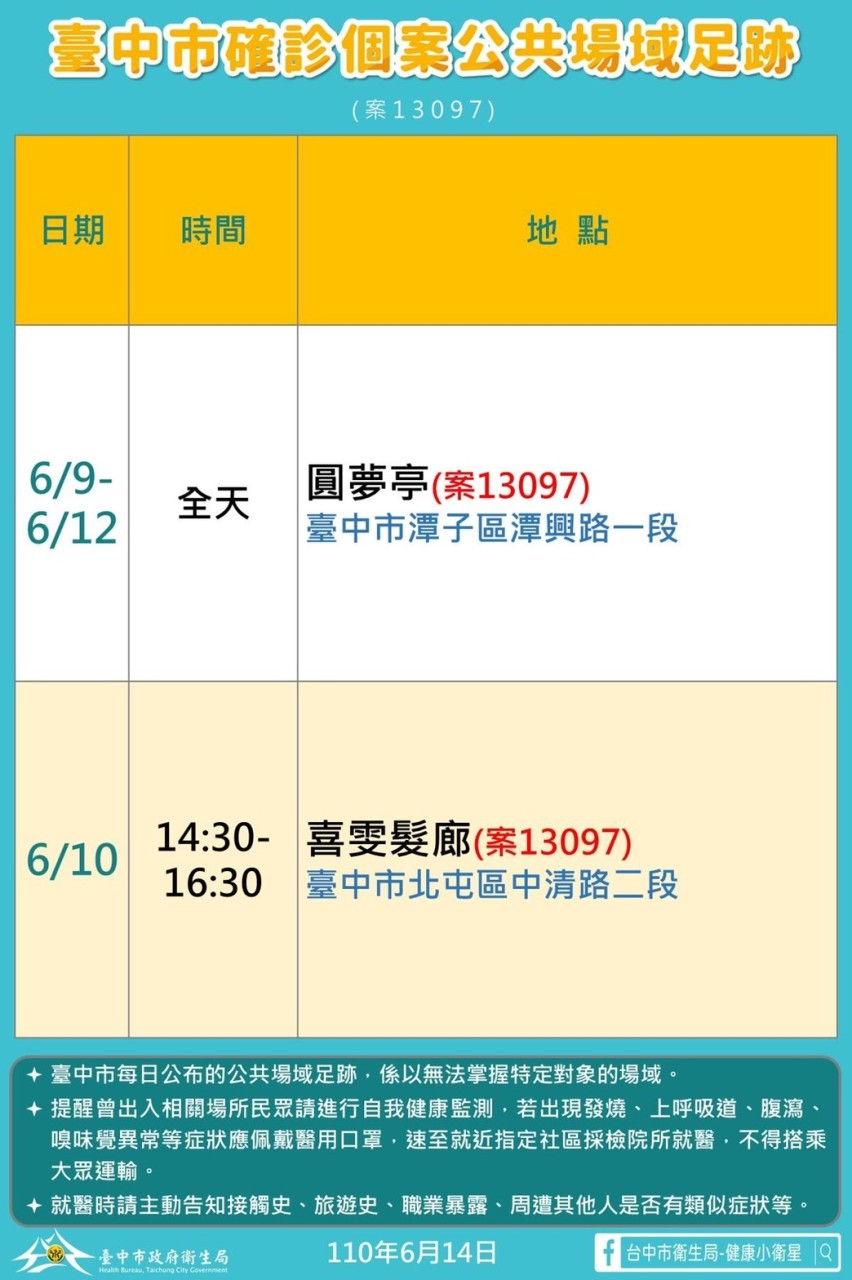 臺中市確診個案公共場域足跡
(案13097)
日期 時間 地點
6/9-
6/12
全天
圓夢亭(案13097)
臺中市潭子區潭興路一段
6/10
14:30-
16:30
喜雯髮廊(案13097)
臺中市北屯區中清路二段
臺中市每日公布的公共場域足跡，係以無法掌握特定對象的場域。
提醒曾出入相關場所民眾請進行自我健康監測，若出現發燒、上呼吸道、腹瀉、
嗅味覺異常等症狀應佩戴醫用口罩，速至就近指定社區採檢院所就醫，不得搭乘
大眾運輸。
就醫時請主動告知接觸史、旅遊史、職業暴露、周遭其他人是否有類似症狀等。
臺中市政府衛生局
Health Bureau, Taichung City Government
110年6月14日
台中市衛生局-健康小衛星